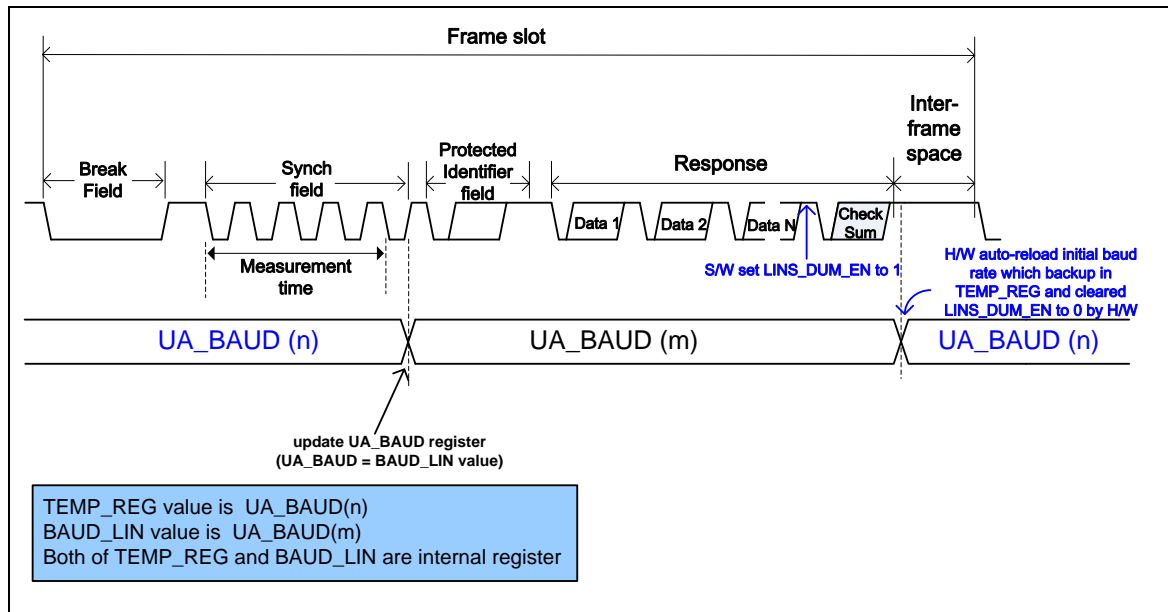 Frame slot
Inter-
frame
space
Break
Field
Synch
field
Protected
Identifier
field
Response
Data 1
Data 2
Data N
Check
Sum
Measurement
time
S/W set LINS_DUM_EN to 1
H/W auto-reload initial baud
rate which backup in
TEMP_REG and cleared
LINS_DUM_EN to 0 by H/W
UA_BAUD (n)
UA_BAUD (m)
UA_BAUD (n)
update UA_BAUD register
(UA_BAUD = BAUD_LIN value)
TEMP_REG value is UA_BAUD(n)
BAUD_LIN value is UA_BAUD(m)
Both of TEMP_REG and BAUD_LIN are internal register